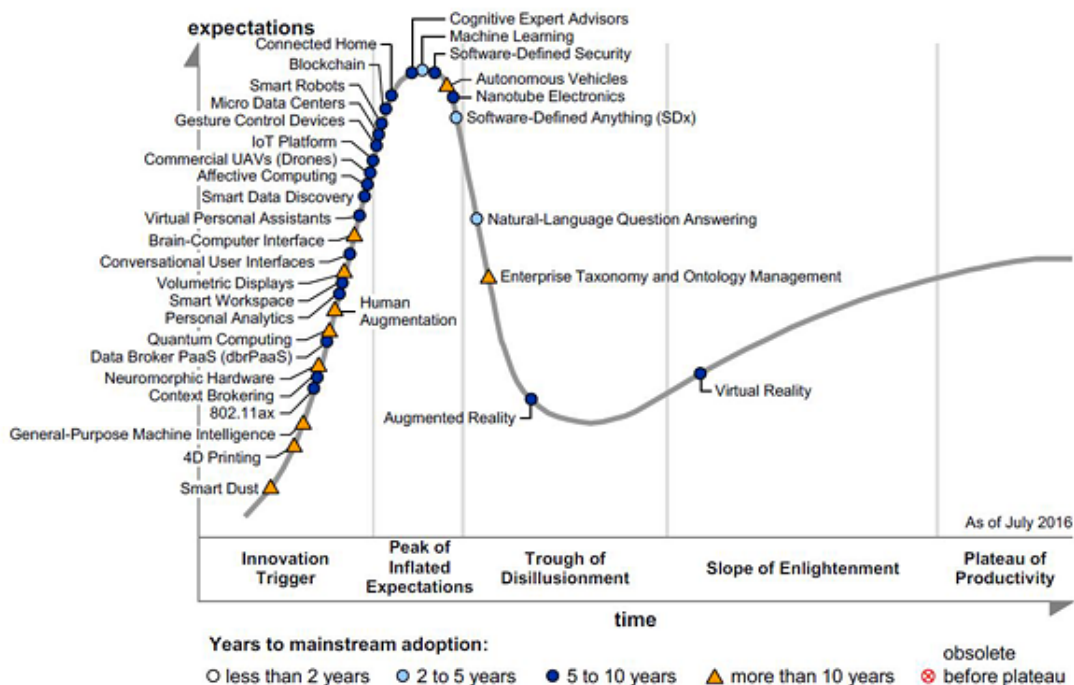 expectations
Cognitive Expert Advisors
Connected Home
Machine Learning
Blockchain
Software-Defined Security
Smart Robots
Autonomous Vehicles
Micro Data Centers
Nanotube Electronics
Gesture Control Devices
Software-Defined Anything (SDx)
IoT Platform
Commercial UAVs (Drones)
Affective Computing
Smart Data Discovery
Virtual Personal Assistants
Natural-Language Question Answering
Brain-Computer Interface
Conversational User Interfaces
Enterprise Taxonomy and Ontology Management
Volumetric Displays
Smart Workspace
Human
Augmentation
Personal Analytics
Quantum Computing
Data Broker PaaS (dbrPaaS)
Neuromorphic Hardware
Context Brokering
802.11ax
Augmented Reality
Virtual Reality
General-Purpose Machine Intelligence
4D Printing
Smart Dust
As of July 2016
Innovation
Trigger
Peak of
Inflated
Expectations
Trough of
Disillusionment
Slope of Enlightenment
Plateau of
Productivity
time
Years to mainstream adoption:
less than 2 years
2 to 5 years
5 to 10 years
more than 10 years
obsolete
before plateau